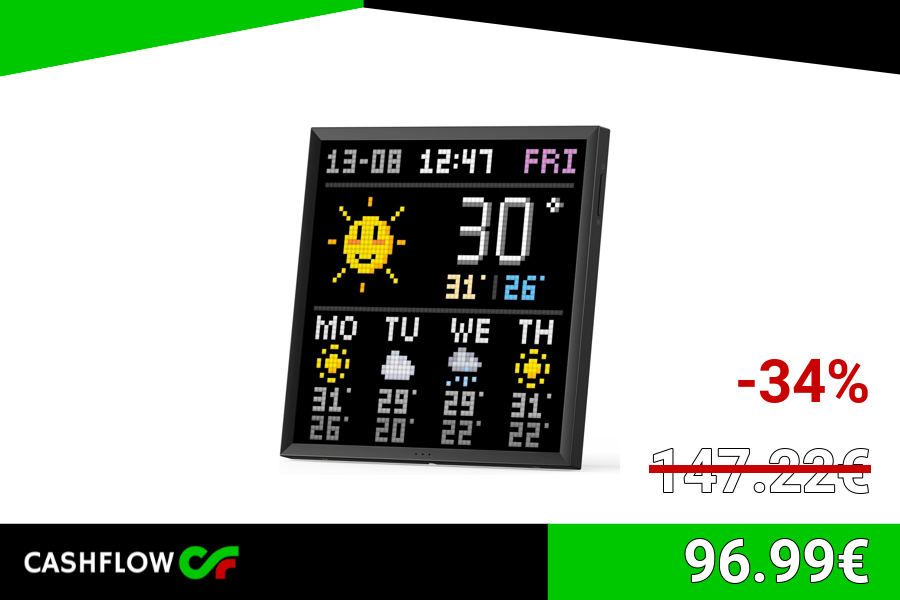 13-08 12:47 FRI
30°
31° | 26°
MO TU WE TH
31° 29° 29° 31°
26° 20° 22° 22°
-34%
147.22€
CASHFLOW
96.99€